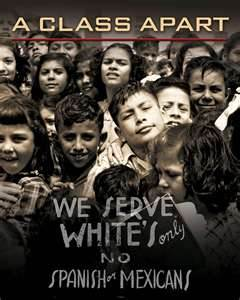 A CLASS APART
WE SERVE
WHITE'S only
NO
SPANISH or MEXICANS